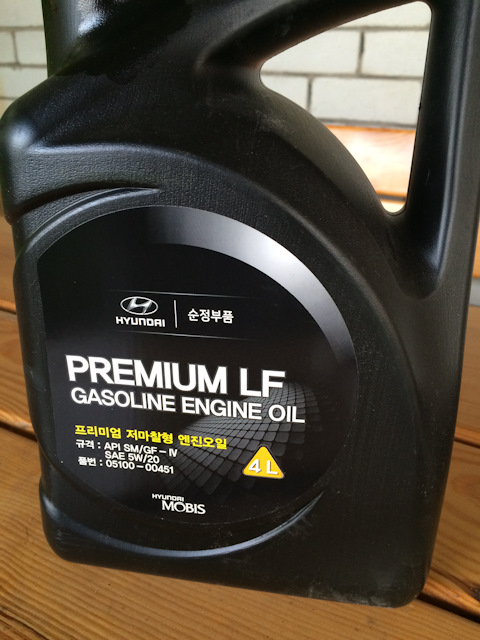 HYUNDAI 순정부품
PREMIUM LF
GASOLINE ENGINE OIL
프리미엄 저마찰형 엔진오일
규격 : API SM/GF-IV
SAE 5W/20
품번 : 05100-00451
4L
HYUNDAI
MOBIS